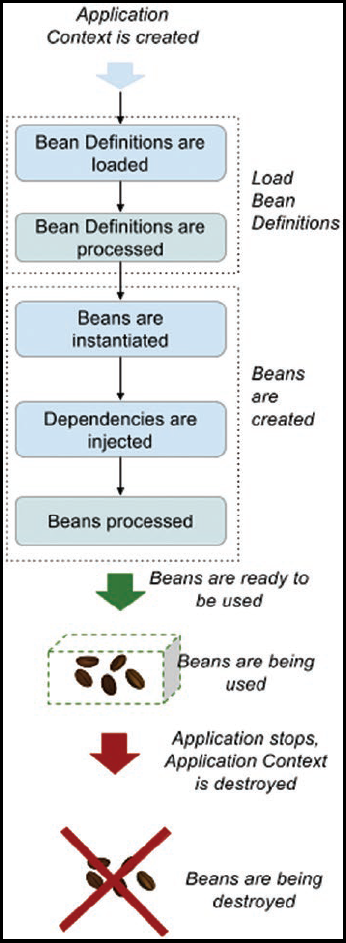 Application
Context is created
Bean Definitions are
loaded
Load
Bean
Definitions
Bean Definitions are
processed
Beans are
instantiated
Beans
are
created
Dependencies are
injected
Beans processed
Beans are ready to
be used
Beans are being
used
Application stops,
Application Context
is destroyed
Beans are being
destroyed